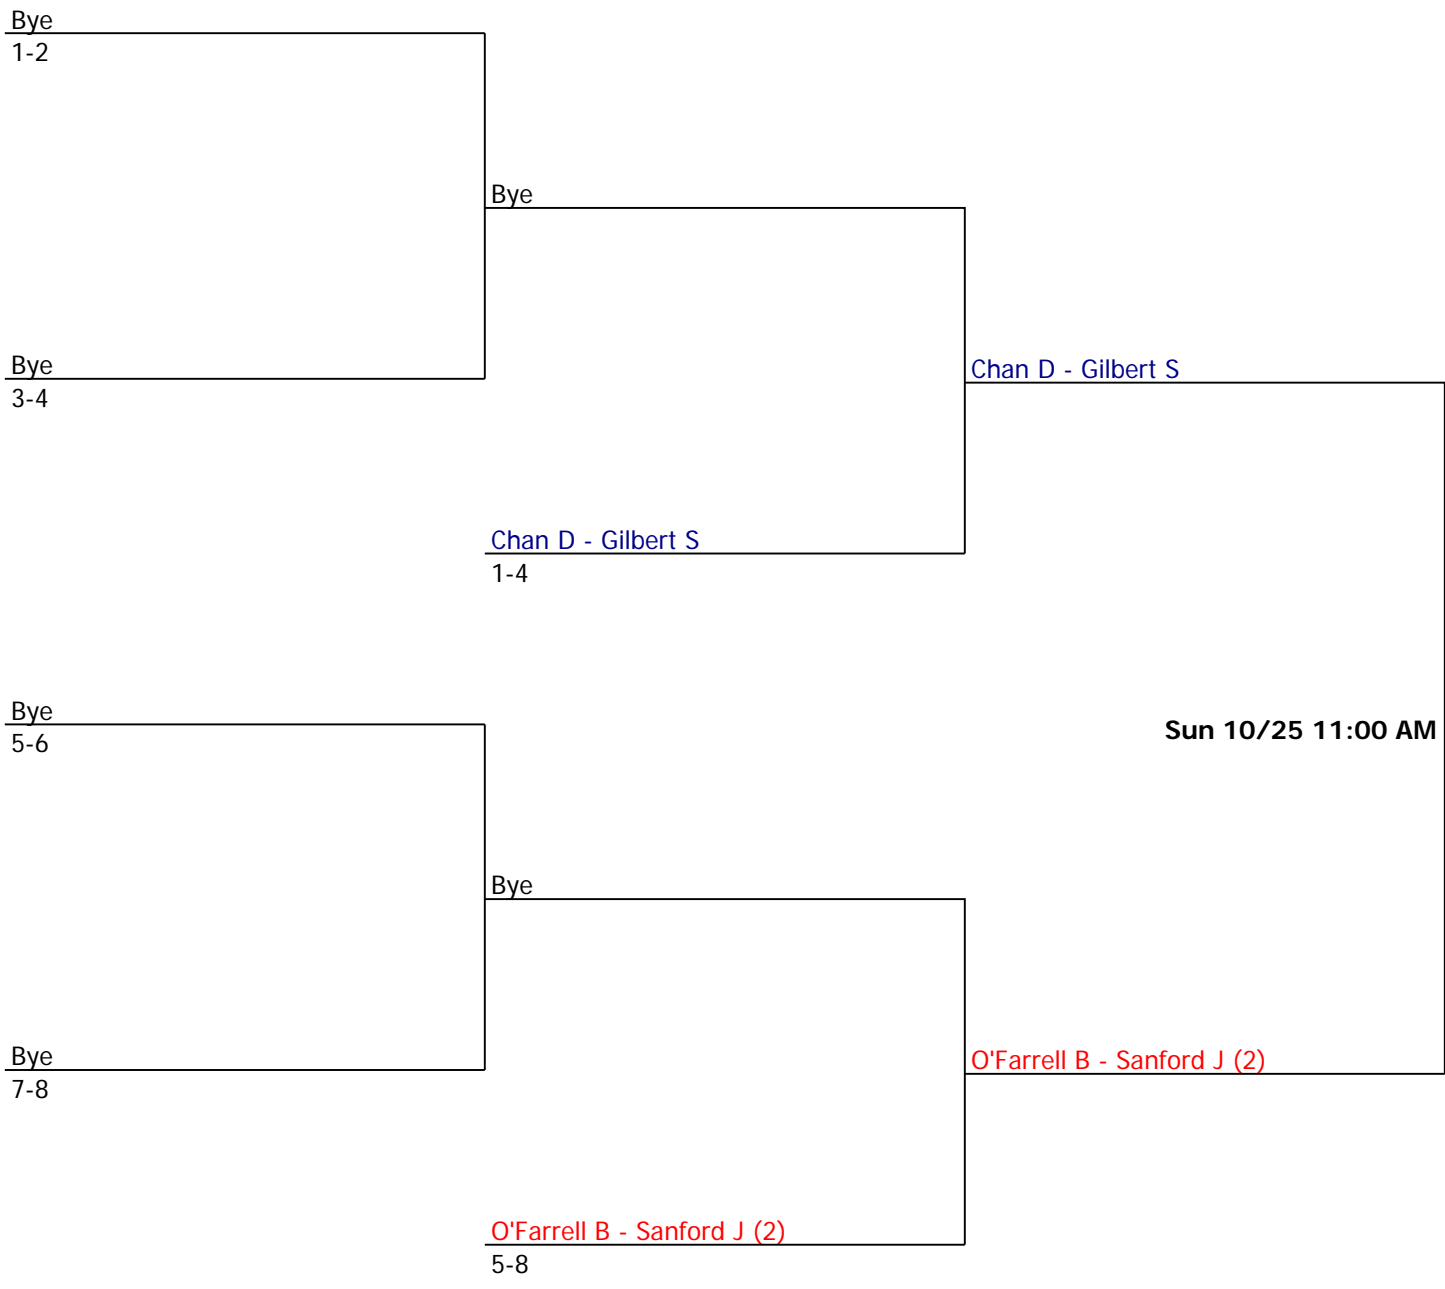 Bye
1-2
Bye
Bye
3-4
Chan D - Gilbert S
Chan D - Gilbert S
1-4
Bye
5-6
Sun 10/25 11:00 AM
Bye
Bye
7-8
O'Farrell B - Sanford J (2)
O'Farrell B - Sanford J (2)
5-8